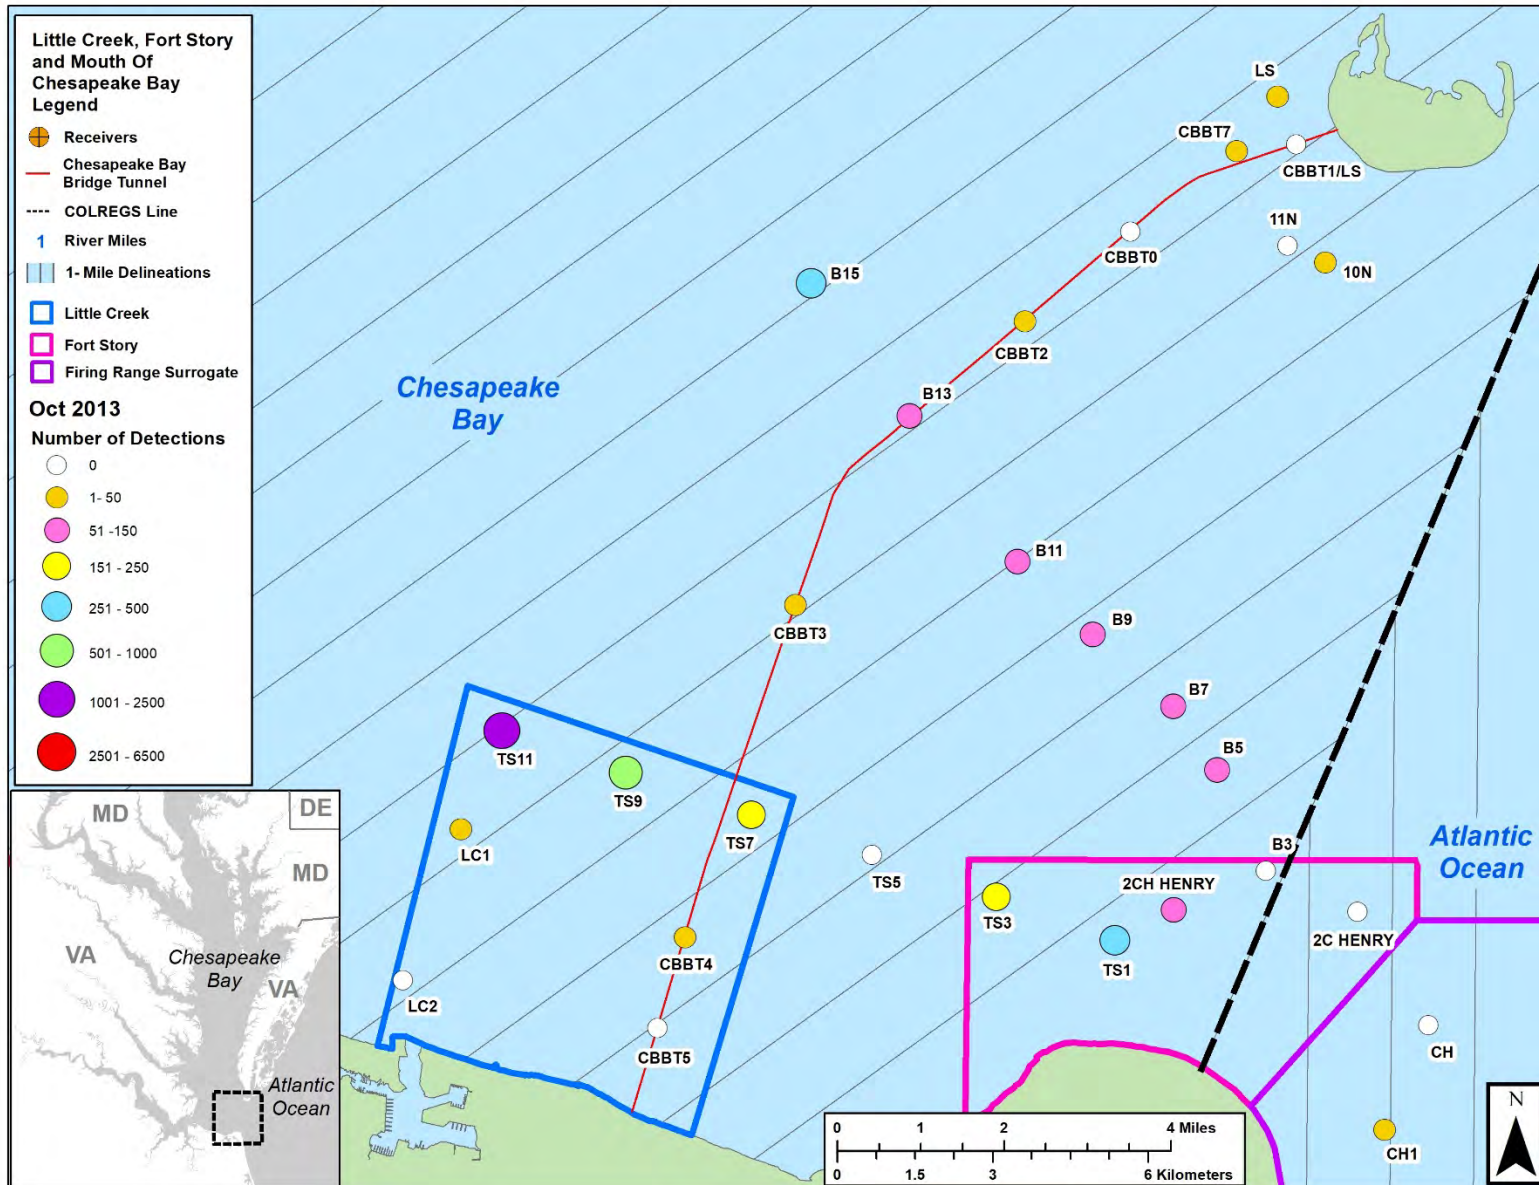 Little Creek, Fort Story
and Mouth Of
Chesapeake Bay
Legend
Receivers
Chesapeake Bay
Bridge Tunnel
COLREGS Line
1 River Miles
1- Mile Delineations
Little Creek
Fort Story
Firing Range Surrogate
Oct 2013
Number of Detections
0
1- 50
51 -150
151 - 250
251 - 500
501 - 1000
1001 - 2500
2501 - 6500
LS
CBBT7
CBBT1/LS
11N
10N
CBBT0
B15
CBBT2
Chesapeake
Bay
B13
B11
CBBT3
B9
B7
B5
TS11
TS9
TS7
LC1
TS5
B3
Atlantic
Ocean
2CH HENRY
TS3
2C HENRY
TS1
CBBT4
LC2
CBBT5
CH
CH1
MD
DE
MD
VA
Chesapeake
Bay
VA
Atlantic
Ocean
0 1 2 4 Miles
0 1.5 3 6 Kilometers
N